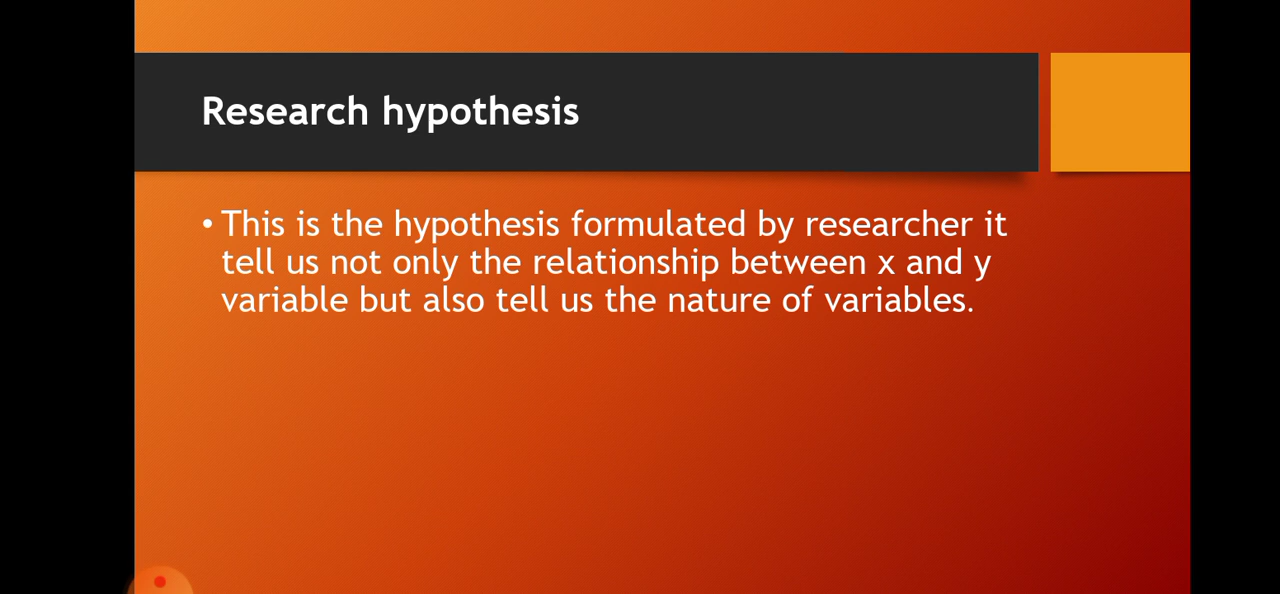 Research hypothesis
• This is the hypothesis formulated by researcher it
tell us not only the relationship between x and y
variable but also tell us the nature of variables.